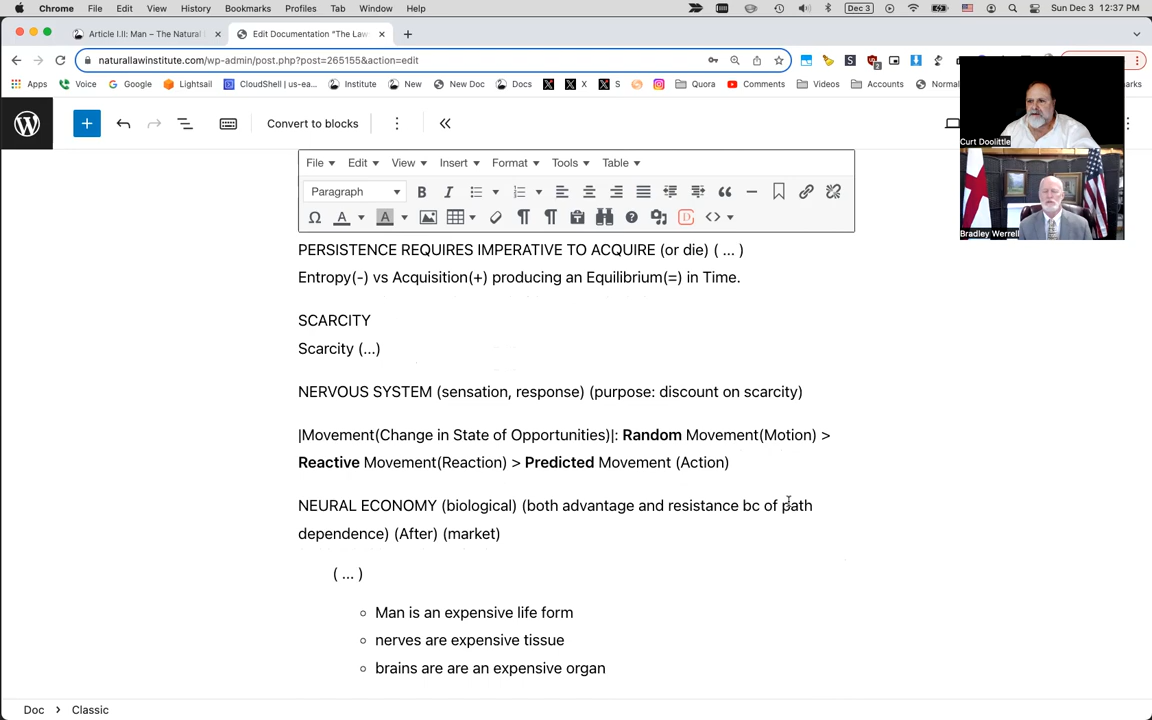 Chrome File Edit View History Bookmarks Profiles Tab Window Help Dec 3 Sun Dec 3 12:37 PM
Article I.II: Man – The Natural Edit Documentation “The Law
naturallawinstitute.com/wp-admin/post.php?post=265155&action=edit
Apps Voice Google Lightsail CloudShell | us-ea... Institute New New Doc Docs X S Quora Comments Videos Accounts Normal marks
Convert to blocks
Curt Doolittle
Bradley Werrell
File Edit View Insert Format Tools Table
Paragraph B I
PERSISTENCE REQUIRES IMPERATIVE TO ACQUIRE (or die) ( ... )
Entropy(-) vs Acquisition(+) producing an Equilibrium(=) in Time.
SCARCITY
Scarcity (...)
NERVOUS SYSTEM (sensation, response) (purpose: discount on scarcity)
|Movement(Change in State of Opportunities)|: Random Movement(Motion) >
Reactive Movement(Reaction) > Predicted Movement (Action)
NEURAL ECONOMY (biological) (both advantage and resistance bc of path
dependence) (After) (market)
( ... )
Man is an expensive life form
nerves are expensive tissue
brains are are an expensive organ
Doc > Classic